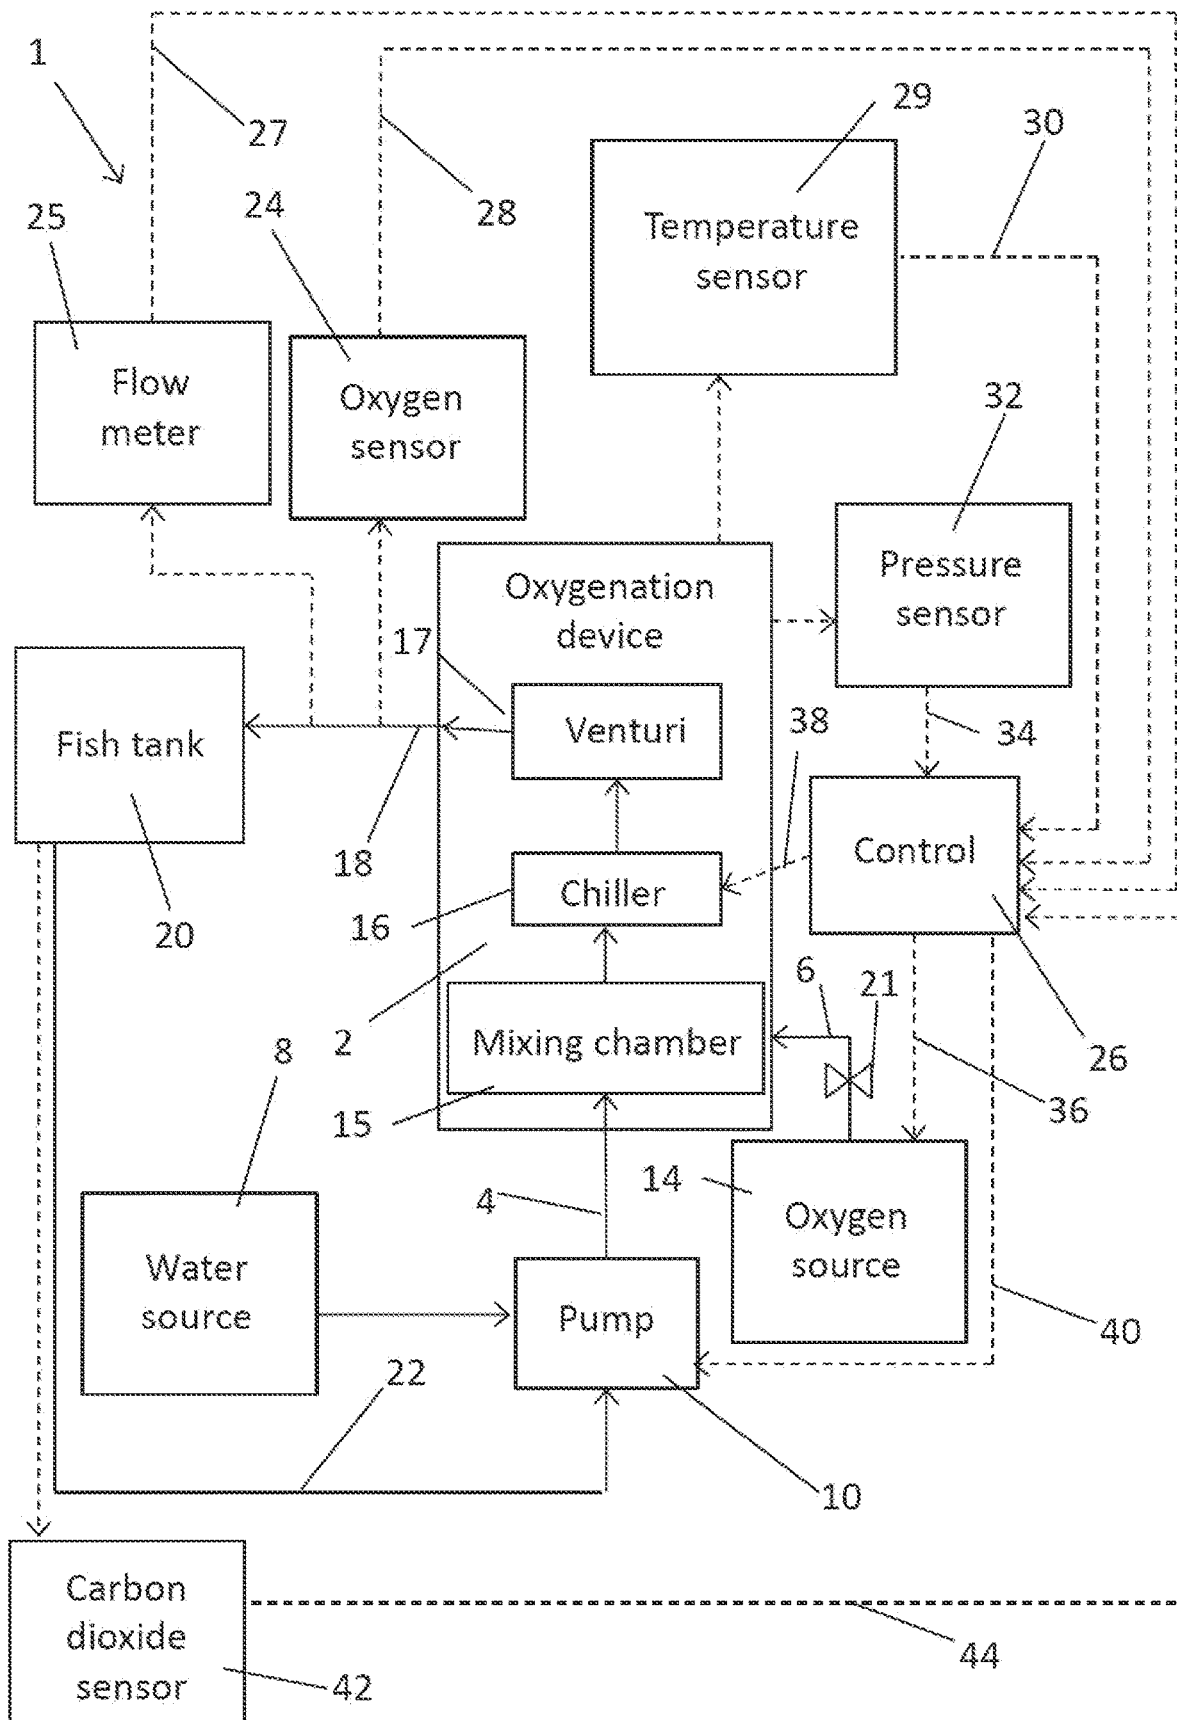 1
27
29
30
25
24
28
Temperature
sensor
Flow
meter
Oxygen
sensor
32
Pressure
sensor
Oxygenation
device
17
Venturi
38
34
Fish tank
18
Control
16
Chiller
20
6
21
2
Mixing chamber
26
8
15
36
4
14
Oxygen
source
Water
source
Pump
40
22
10
Carbon
dioxide
sensor
42
44